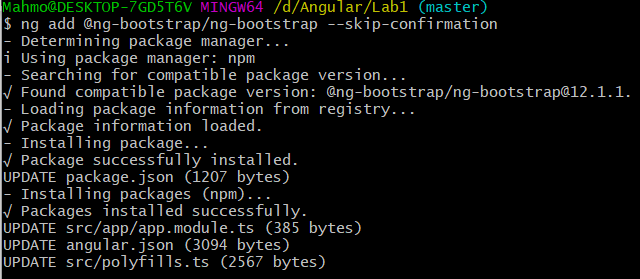 Mahmo@DESKTOP-7GD5T6V MINGW64 /d/Angular/Lab1 (master)
$ ng add @ng-bootstrap/ng-bootstrap --skip-confirmation
- Determining package manager...
i Using package manager: npm
- Searching for compatible package version...
√ Found compatible package version: @ng-bootstrap/ng-bootstrap@12.1.1.
- Loading package information from registry...
√ Package information loaded.
- Installing package...
√ Package successfully installed.
UPDATE package.json (1207 bytes)
- Installing packages (npm)...
√ Packages installed successfully.
UPDATE src/app/app.module.ts (385 bytes)
UPDATE angular.json (3094 bytes)
UPDATE src/polyfills.ts (2567 bytes)